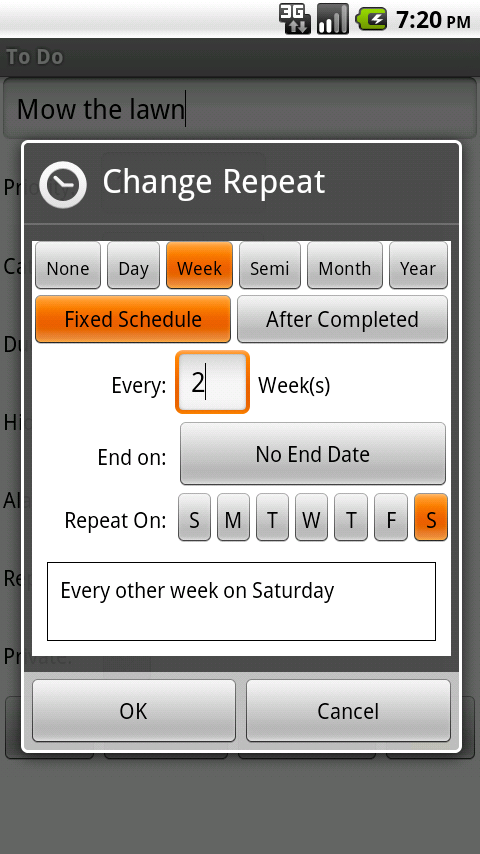 3G 7:20 PM
To Do
Mow the lawn
Change Repeat
None Day Week Semi Month Year
Fixed Schedule After Completed
Every: 2 Week(s)
End on: No End Date
Repeat On: S M T W T F S
Every other week on Saturday
OK Cancel